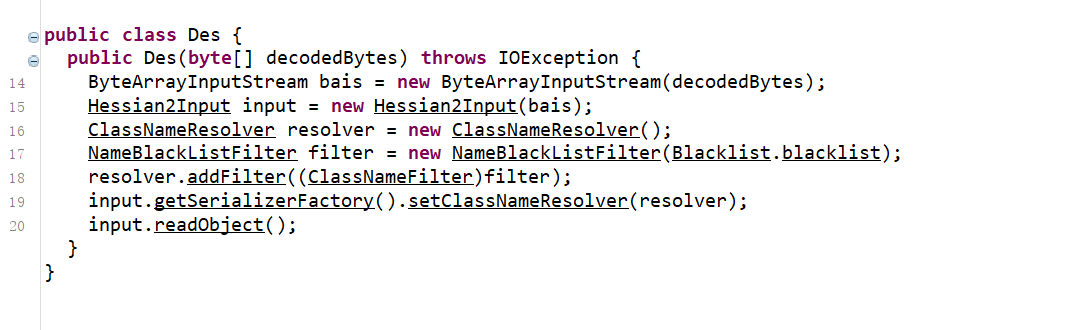 public class Des {
public Des(byte[] decodedBytes) throws IOException {
14 ByteArrayInputStream bais = new ByteArrayInputStream(decodedBytes);
15 Hessian2Input input = new Hessian2Input(bais);
16 ClassNameResolver resolver = new ClassNameResolver();
17 NameBlackListFilter filter = new NameBlackListFilter(Blacklist.blacklist);
18 resolver.addFilter((ClassNameFilter)filter);
19 input.getSerializerFactory().setClassNameResolver(resolver);
20 input.readObject();
}
}